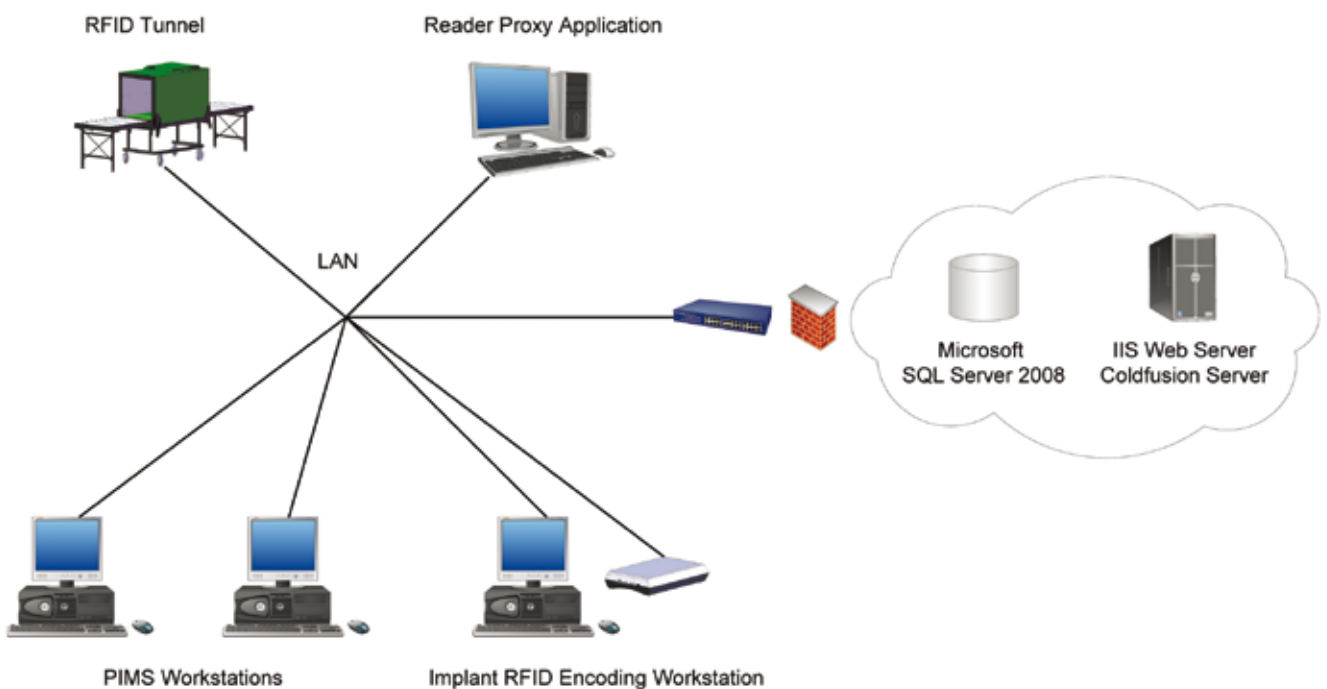 RFID Tunnel
Reader Proxy Application
LAN
Microsoft
SQL Server 2008
IIS Web Server
Coldfusion Server
PIMS Workstations
Implant RFID Encoding Workstation